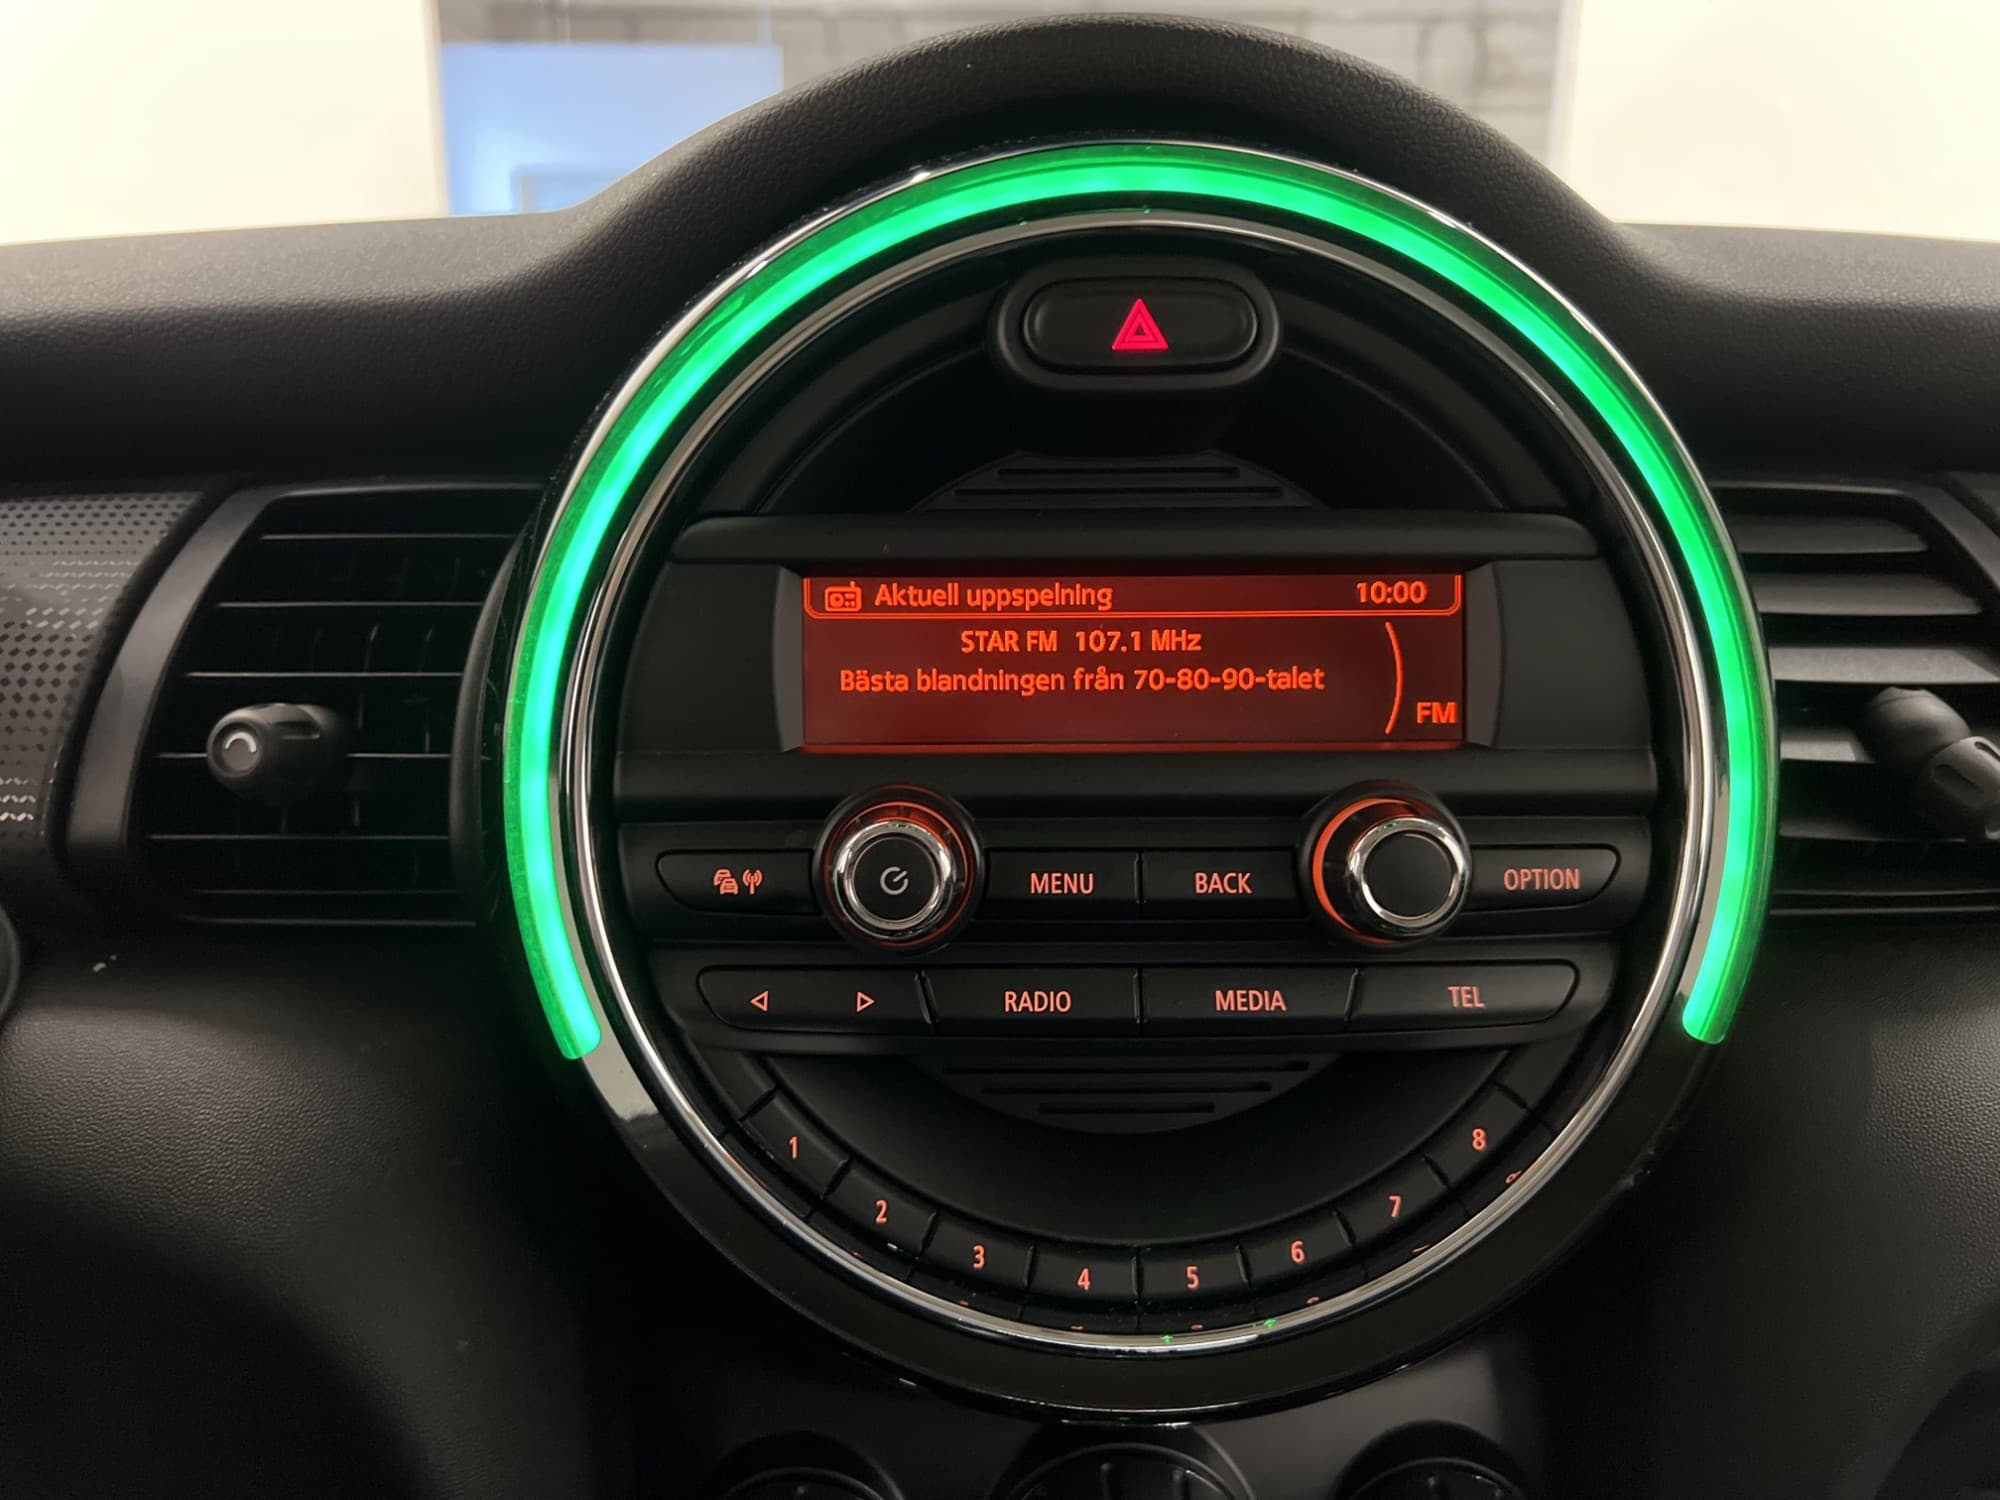 Aktuell uppspelning 10:00
STAR FM 107.1 MHz
Bästa blandningen från 70-80-90-talet
FM
MENU BACK OPTION
RADIO MEDIA TEL
1 2 3 4 5 6 7 8